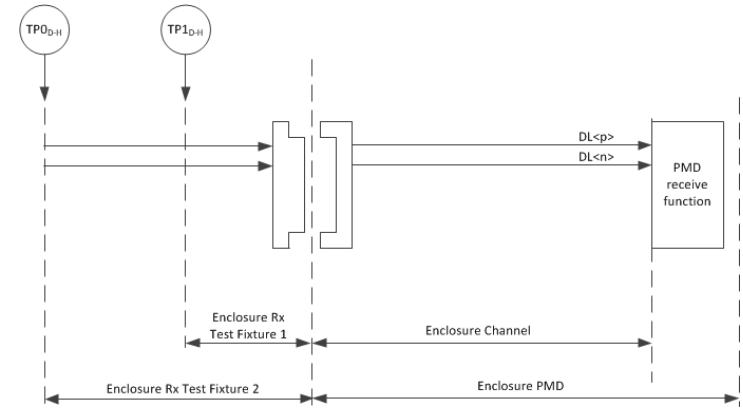 TP0D-H
TP1D-H
DL<p>
DL<n>
PMD
receive
function
Enclosure Rx
Test Fixture 1
Enclosure Channel
Enclosure Rx Test Fixture 2
Enclosure PMD